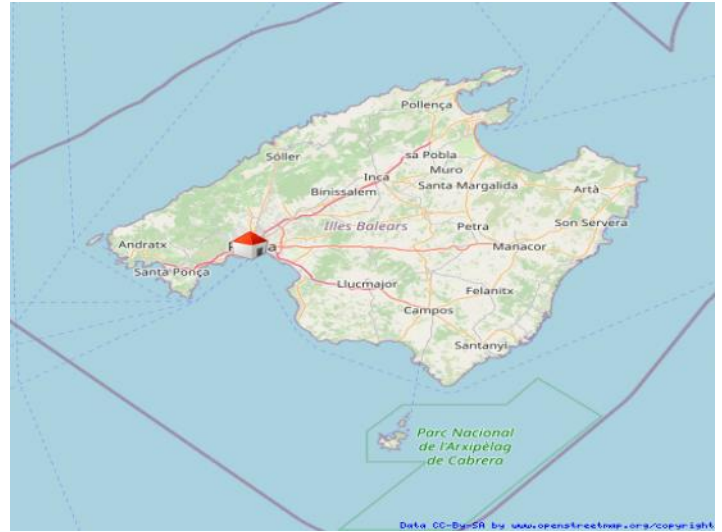 Pollença
sa Pobla
Sóller
Muro
Inca
Santa Margalida
Binissalem
Artà
Illes Balears
Petra
Son Servera
Andratx
Manacor
Santa Ponça
Llucmajor
Felanitx
Campos
Santanyí
Parc Nacional
de l'Arxipèlag
de Cabrera
Data CC-By-SA by www.openstreetmap.org/copyright